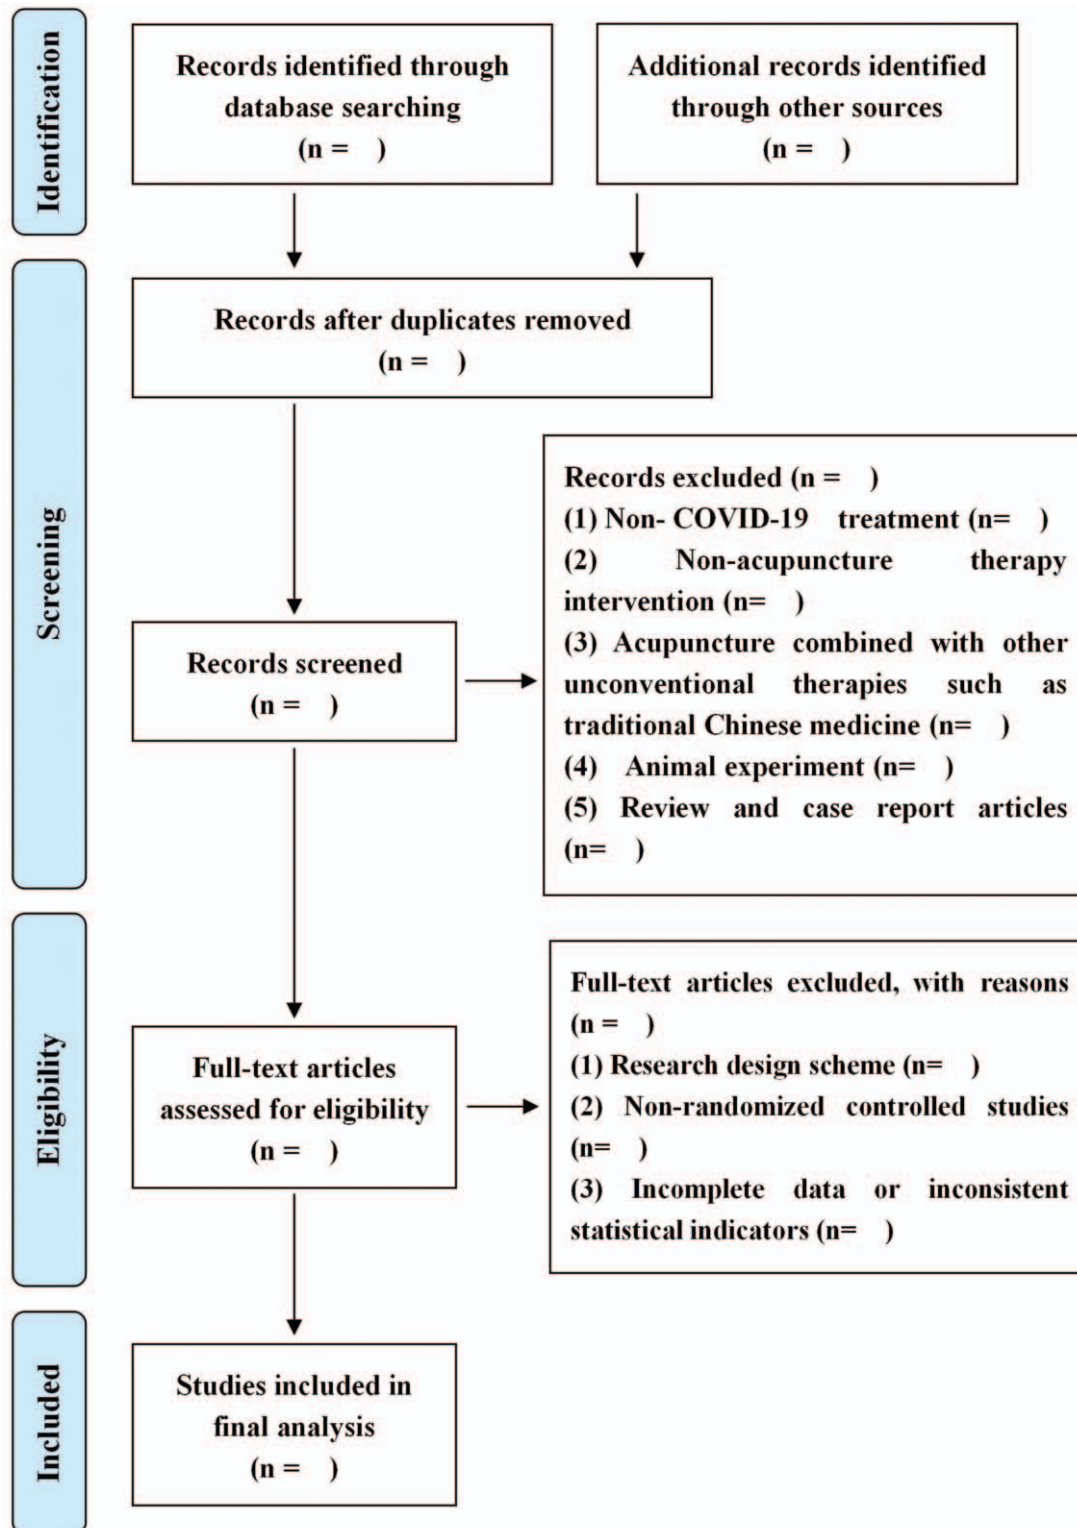 Identification
Records identified through
database searching
(n = )
Additional records identified
through other sources
(n = )
Screening
Records after duplicates removed
(n = )
Records screened
(n = )
Records excluded (n = )
(1) Non- COVID-19 treatment (n= )
(2) Non-acupuncture therapy
intervention (n= )
(3) Acupuncture combined with other
unconventional therapies such as
traditional Chinese medicine (n= )
(4) Animal experiment (n= )
(5) Review and case report articles
(n= )
Eligibility
Full-text articles
assessed for eligibility
(n = )
Full-text articles excluded, with reasons
(n = )
(1) Research design scheme (n= )
(2) Non-randomized controlled studies
(n= )
(3) Incomplete data or inconsistent
statistical indicators (n= )
Included
Studies included in
final analysis
(n = )